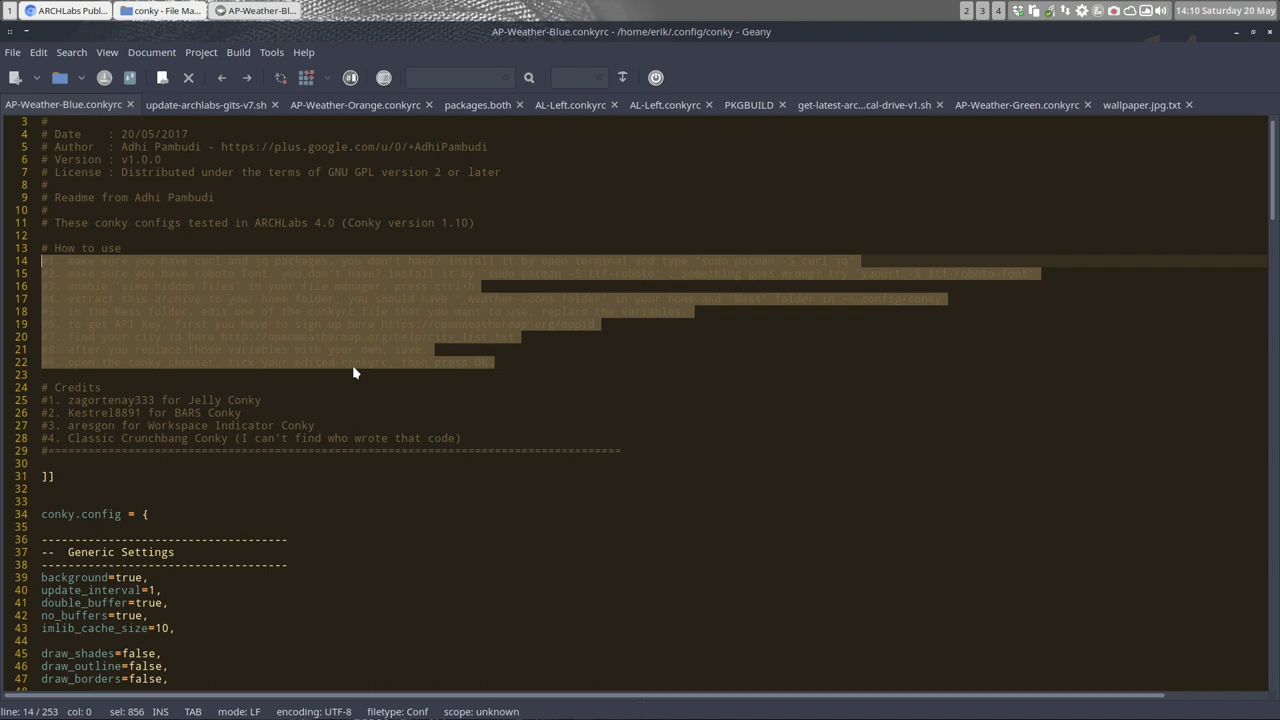 1 ARCHLabs Publ... conky - File Ma... AP-Weather-Bl... 2 3 4 14:10 Saturday 20 May
AP-Weather-Blue.conkyrc - /home/erik/.config/conky - Geany
File Edit Search View Document Project Build Tools Help
AP-Weather-Blue.conkyrc update-archlabs-gits-v7.sh AP-Weather-Orange.conkyrc packages.both AL-Left.conkyrc AL-Left.conkyrc PKGBUILD get-latest-arc...cal-drive-v1.sh AP-Weather-Green.conkyrc wallpaper.jpg.txt
3 #
4 # Date : 20/05/2017
5 # Author : Adhi Pambudi - https://plus.google.com/u/0/+AdhiPambudi
6 # Version : v1.0.0
7 # License : Distributed under the terms of GNU GPL version 2 or later
8 #
9 # Readme from Adhi Pambudi
10 #
11 # These conky configs tested in ARCHLabs 4.0 (Conky version 1.10)
12
13 # How to use
14 #1. make sure you have curl and jq packages. you don't have? install it by open terminal and type 'sudo pacman -S curl jq'
15 #2. make sure you have roboto font. you don't have? install it by 'sudo pacman -S ttf-roboto' . something goes wrong? try 'yaourt -S ttf-roboto-font'
16 #3. enable 'view hidden files' in your file manager, press ctrl+h
17 #4. extract this archive to your home folder, you should have '.weather-icons folder' in your home and 'Wess' folder in ~/.config/conky
18 #5. in the Wess folder, edit one of the conkyrc file that you want to use, replace the variables.
19 #6. to get API Key, first you have to sign up here https://openweathermap.org/appid
20 #7. find your city id here http://openweathermap.org/help/city_list.txt
21 #8. after you replace those variables with your own, save.
22 #9. open the conky chooser, tick your edited conkyrc, then press OK
23
24 # Credits
25 #1. zagortenay333 for Jelly Conky
26 #2. Kestrel8891 for BARS Conky
27 #3. aresgon for Workspace Indicator Conky
28 #4. Classic Crunchbang Conky (I can't find who wrote that code)
29 #=====================================================================================
30
31 ]]
32
33
34 conky.config = {
35
36 -------------------------------------
37 -- Generic Settings
38 -------------------------------------
39 background=true,
40 update_interval=1,
41 double_buffer=true,
42 no_buffers=true,
43 imlib_cache_size=10,
44
45 draw_shades=false,
46 draw_outline=false,
47 draw_borders=false,
line: 14 / 253 col: 0 sel: 856 INS TAB mode: LF encoding: UTF-8 filetype: Conf scope: unknown